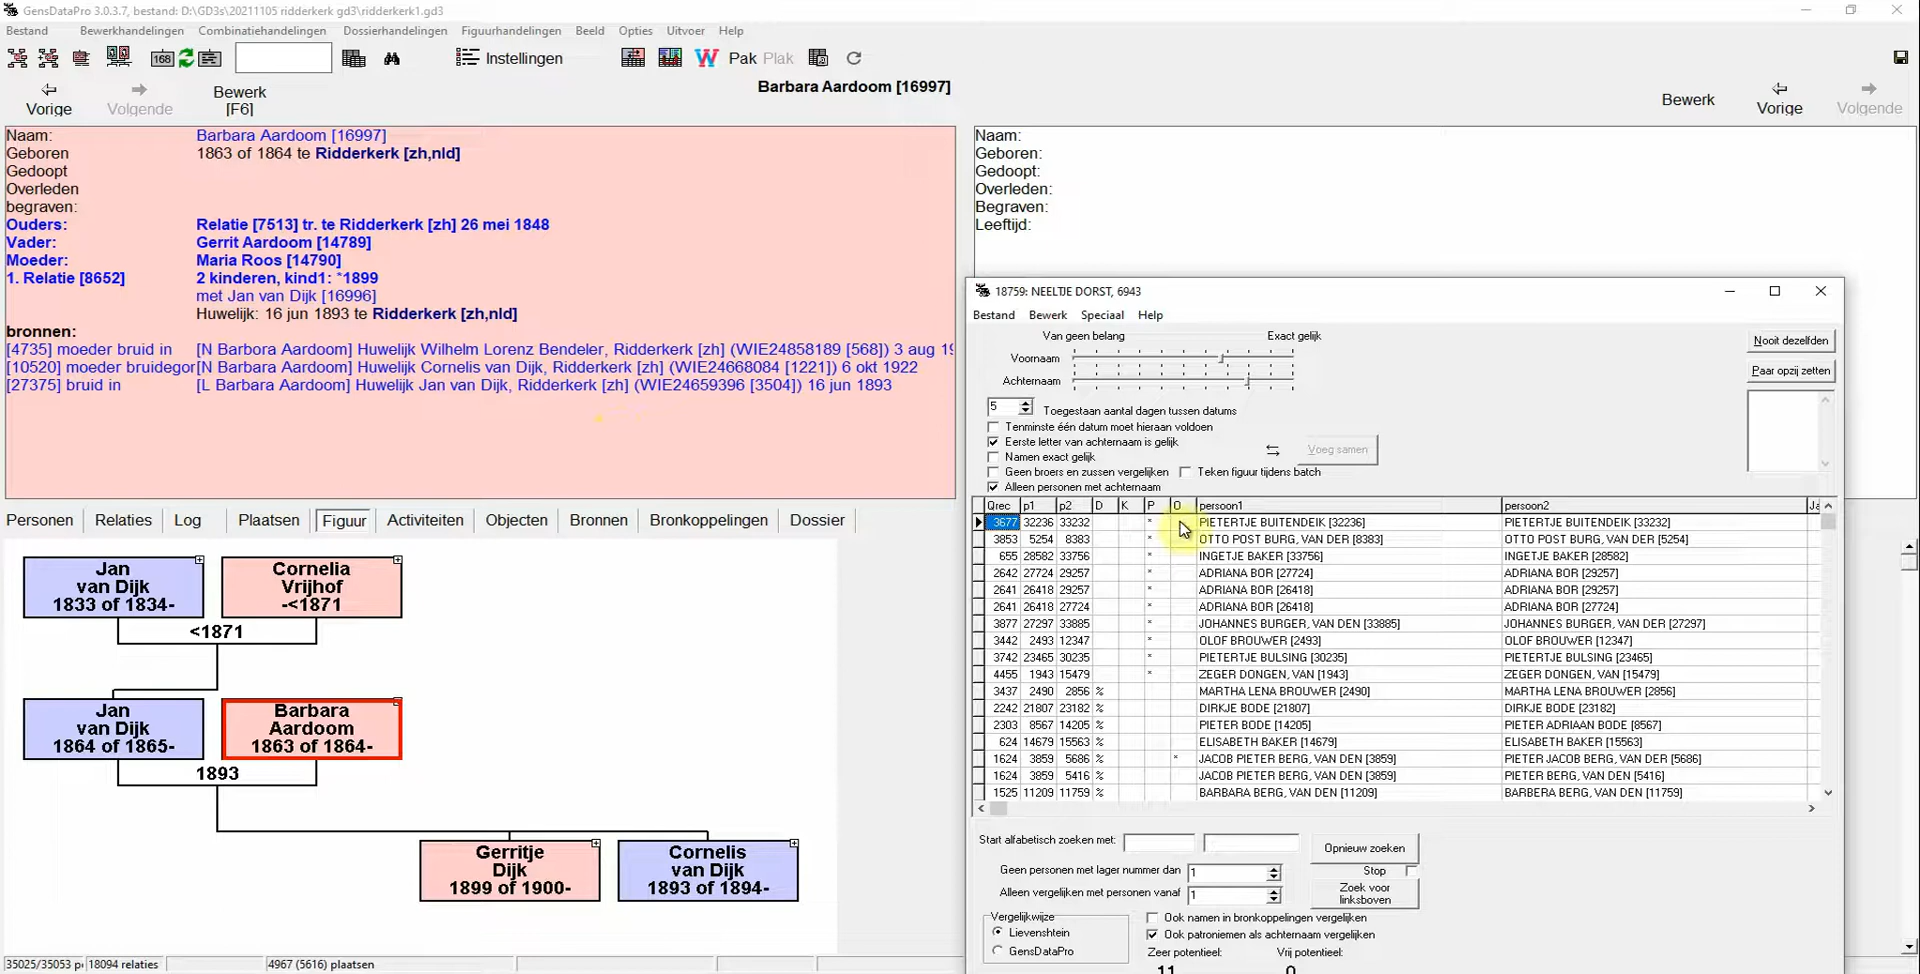 GensDataPro 3.0.3.7, bestand: D:\GD3s\20211105 ridderkerk gd3\ridderkerk1.gd3
Bestand Bewerkhandelingen Combinatiehandelingen Dossierhandelingen Figuurhandelingen Beeld Opties Uitvoer Help
168 Instellingen W Pak Plak
Vorige Volgende Bewerk [F6] Barbara Aardoom [16997] Bewerk Vorige Volgende
Naam: Barbara Aardoom [16997]
Geboren 1863 of 1864 te Ridderkerk [zh,nld]
Gedoopt
Overleden
begraven:
Ouders: Relatie [7513] tr. te Ridderkerk [zh] 26 mei 1848
Vader: Gerrit Aardoom [14789]
Moeder: Maria Roos [14790]
1. Relatie [8652] 2 kinderen, kind1: *1899
met Jan van Dijk [16996]
Huwelijk: 16 jun 1893 te Ridderkerk [zh,nld]
bronnen:
[4735] moeder bruid in [N Barbora Aardoom] Huwelijk Wilhelm Lorenz Bendeler, Ridderkerk [zh] (WIE24858189 [568]) 3 aug 19
[10520] moeder bruidegor [N Barbora Aardoom] Huwelijk Cornelis van Dijk, Ridderkerk [zh] (WIE24668084 [1221]) 6 okt 1922
[27375] bruid in [L Barbara Aardoom] Huwelijk Jan van Dijk, Ridderkerk [zh] (WIE24659396 [3504]) 16 jun 1893
Naam:
Geboren:
Gedoopt:
Overleden:
Begraven:
Leeftijd:
Personen Relaties Log Plaatsen Figuur Activiteiten Objecten Bronnen Bronkoppelingen Dossier
Jan
van Dijk
1833 of 1834-
Cornelia
Vrijhof
-<1871
<1871
Jan
van Dijk
1864 of 1865-
Barbara
Aardoom
1863 of 1864-
1893
Gerritje
Dijk
1899 of 1900-
Cornelis
van Dijk
1893 of 1894-
35025/35053 p 18094 relaties 4967 (5616) plaatsen
18759: NEELTJE DORST, 6943
Bestand Bewerk Speciaal Help
Van geen belang Exact gelijk
Nooit dezelfden
Voornaam
Paar opzij zetten
Achternaam
5 Toegestaan aantal dagen tussen datums
Tenminste één datum moet hieraan voldoen
Eerste letter van achternaam is gelijk
Voeg samen
Namen exact gelijk
Geen broers en zussen vergelijken Teken figuur tijdens batch
Alleen personen met achternaam
Qrec p1 p2 D K P O persoon1 persoon2 Ja
3677 32236 33232 * PIETERTJE BUITENDEIK [32236] PIETERTJE BUITENDEIK [33232]
3853 5254 8383 * OTTO POST BURG, VAN DER [8383] OTTO POST BURG, VAN DER [5254]
655 28582 33756 * INGETJE BAKER [33756] INGETJE BAKER [28582]
2642 27724 29257 * ADRIANA BOR [27724] ADRIANA BOR [29257]
2641 26418 29257 * ADRIANA BOR [26418] ADRIANA BOR [29257]
2641 26418 27724 * ADRIANA BOR [26418] ADRIANA BOR [27724]
3877 27297 33885 * JOHANNES BURGER, VAN DEN [33885] JOHANNES BURGER, VAN DER [27297]
3442 2493 12347 * OLOF BROUWER [2493] OLOF BROUWER [12347]
3742 23465 30235 * PIETERTJE BULSING [30235] PIETERTJE BULSING [23465]
4455 1943 15479 * ZEGER DONGEN, VAN [1943] ZEGER DONGEN, VAN [15479]
3437 2490 2856 % MARTHA LENA BROUWER [2490] MARTHA LENA BROUWER [2856]
2242 21807 23182 % DIRKJE BODE [21807] DIRKJE BODE [23182]
2303 8567 14205 % PIETER BODE [14205] PIETER ADRIAAN BODE [8567]
624 14679 15563 % ELISABETH BAKER [14679] ELISABETH BAKER [15563]
1624 3859 5686 % * JACOB PIETER BERG, VAN DEN [3859] PIETER JACOB BERG, VAN DER [5686]
1624 3859 5416 % JACOB PIETER BERG, VAN DEN [3859] PIETER BERG, VAN DEN [5416]
1525 11209 11759 % BARBARA BERG, VAN DEN [11209] BARBERA BERG, VAN DEN [11759]
Start alfabetisch zoeken met: Opnieuw zoeken
Geen personen met lager nummer dan 1 Stop
Alleen vergelijken met personen vanaf 1 Zoek voor linksboven
Vergelijkwijze
Lievenshtein
GensDataPro
Ook namen in bronkoppelingen vergelijken
Ook patroniemen als achternaam vergelijken
Zeer potentieel: Vrij potentieel:
11 0